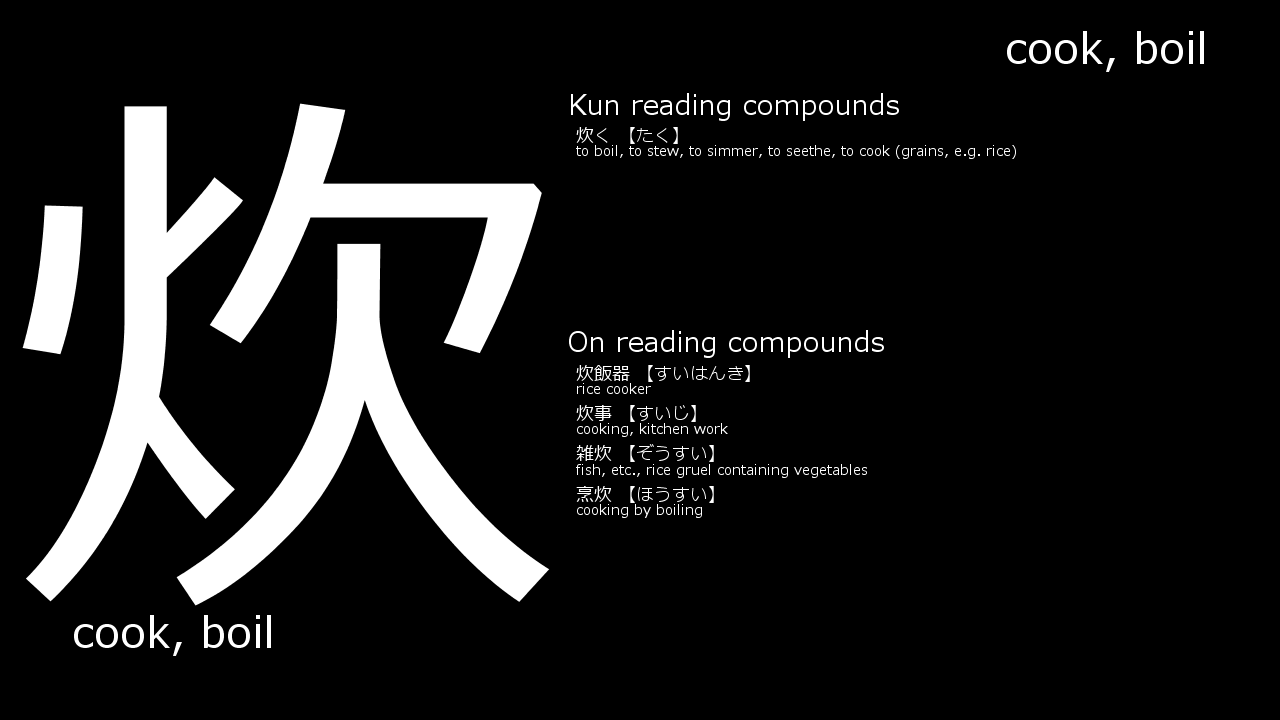 cook, boil
炊
Kun reading compounds
炊く 【たく】
to boil, to stew, to simmer, to seethe, to cook (grains, e.g. rice)
On reading compounds
炊飯器 【すいはんき】
rice cooker
炊事 【すいじ】
cooking, kitchen work
雑炊 【ぞうすい】
fish, etc., rice gruel containing vegetables
烹炊 【ほうすい】
cooking by boiling
cook, boil